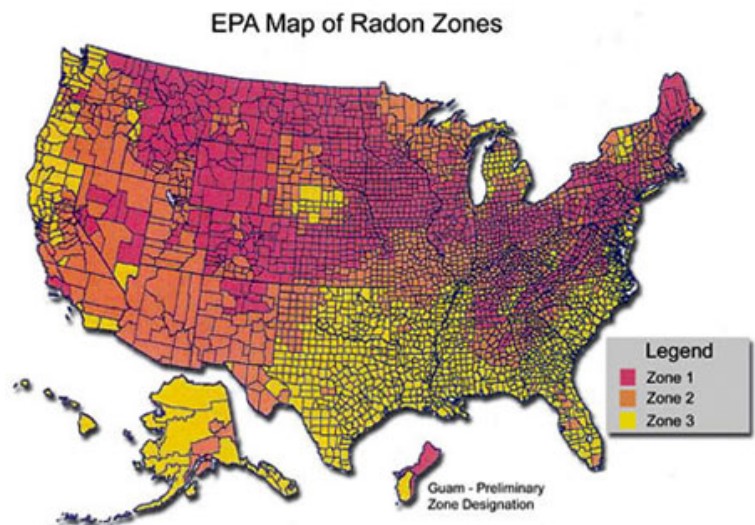 EPA Map of Radon Zones
Legend
Zone 1
Zone 2
Zone 3
Guam - Preliminary
Zone Designation